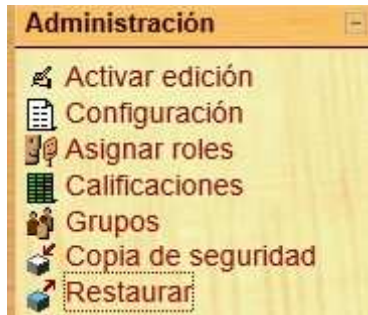 Administración
Activar edición
Configuración
Asignar roles
Calificaciones
Grupos
Copia de seguridad
Restaurar